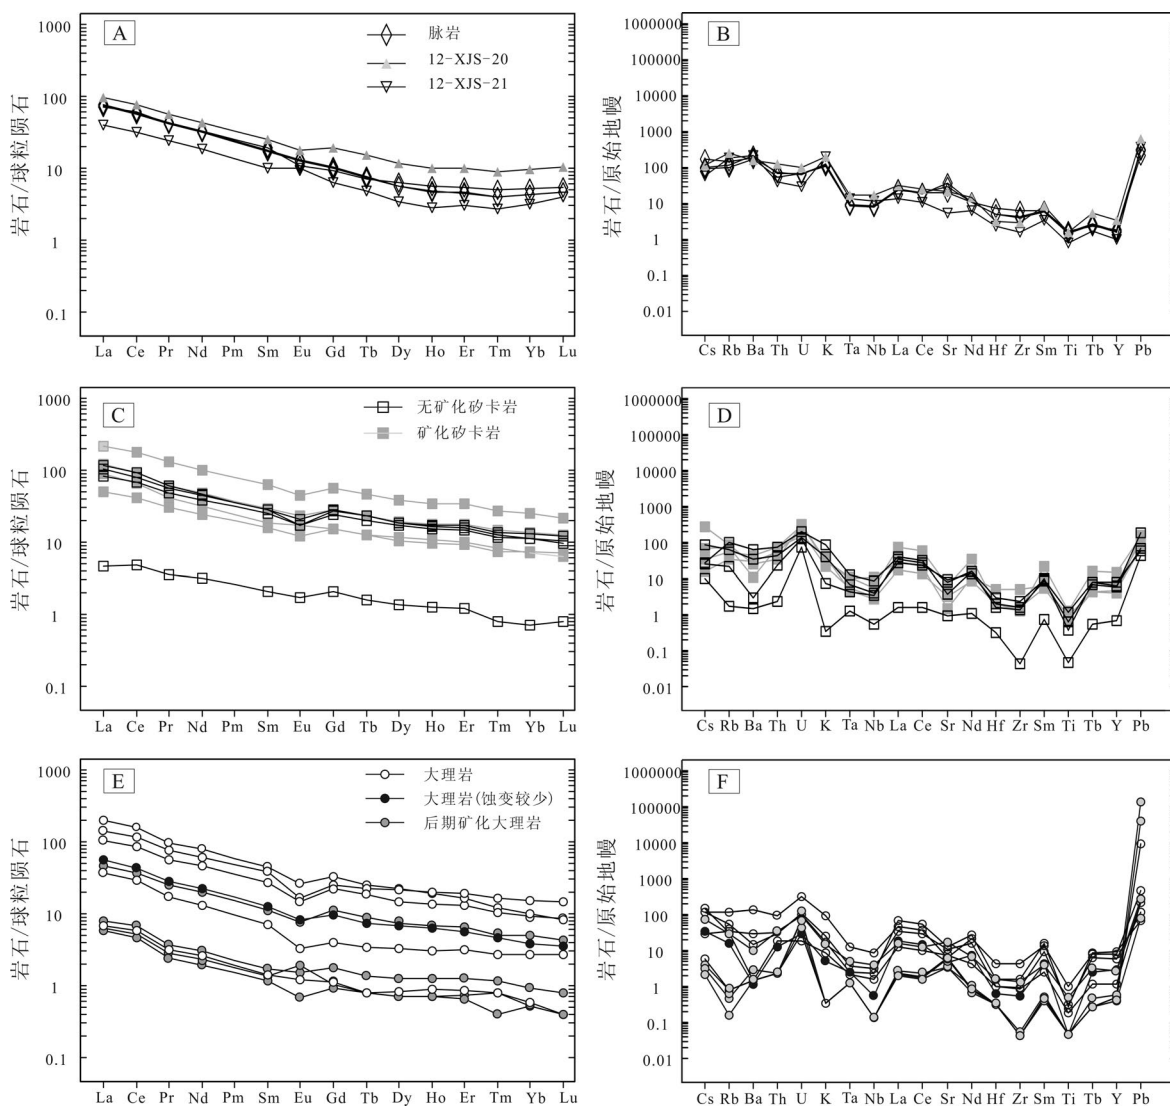 A
脉岩
12-XJS-20
12-XJS-21
岩石/球粒陨石
1000
100
10
1
0.1
La Ce Pr Nd Pm Sm Eu Gd Tb Dy Ho Er Tm Yb Lu
B
岩石/原始地幔
1000000
100000
10000
1000
100
10
1
0.1
0.01
Cs Rb Ba Th U K Ta Nb La Ce Sr Nd Hf Zr Sm Ti Tb Y Pb
C
无矿化矽卡岩
矿化矽卡岩
岩石/球粒陨石
1000
100
10
1
0.1
La Ce Pr Nd Pm Sm Eu Gd Tb Dy Ho Er Tm Yb Lu
D
岩石/原始地幔
1000000
100000
10000
1000
100
10
1
0.1
0.01
Cs Rb Ba Th U K Ta Nb La Ce Sr Nd Hf Zr Sm Ti Tb Y Pb
E
大理岩
大理岩(蚀变较少)
后期矿化大理岩
岩石/球粒陨石
1000
100
10
1
0.1
La Ce Pr Nd Pm Sm Eu Gd Tb Dy Ho Er Tm Yb Lu
F
岩石/原始地幔
1000000
100000
10000
1000
100
10
1
0.1
0.01
Cs Rb Ba Th U K Ta Nb La Ce Sr Nd Hf Zr Sm Ti Tb Y Pb